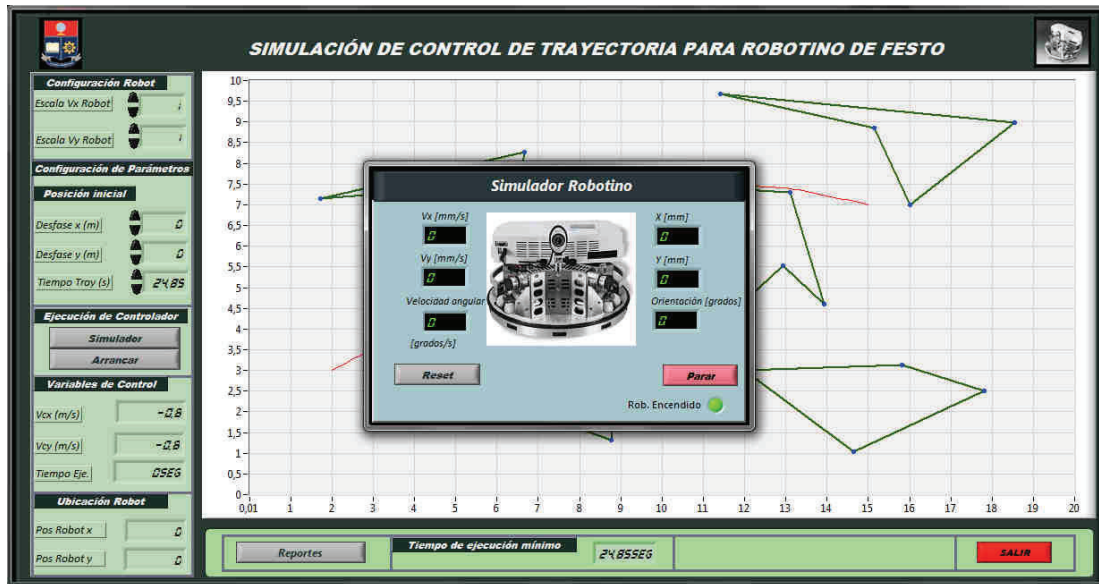 SIMULACIÓN DE CONTROL DE TRAYECTORIA PARA ROBOTINO DE FESTO
Configuración Robot
Escala Vx Robot 1
Escala Vy Robot 1
Configuración de Parámetros
Posición inicial
Desfase x (m) 0
Desfase y (m) 0
Tiempo Tray (s) 24,85
Ejecución de Controlador
Simulador
Arrancar
Variables de Control
Vcx (m/s) -0,8
Vcy (m/s) -0,8
Tiempo Eje. 0SEG
Ubicación Robot
Pos Robot x 0
Pos Robot y 0
10
9,5
9
8,5
8
7,5
7
6,5
6
5,5
5
4,5
4
3,5
3
2,5
2
1,5
1
0,5
0
0,01 1 2 3 4 5 6 7 8 9 10 11 12 13 14 15 16 17 18 19 20
Simulador Robotino
Vx [mm/s]
0
Vy [mm/s]
0
Velocidad angular
0
[grados/s]
X [mm]
0
Y [mm]
0
Orientación [grados]
0
Reset
Parar
Rob. Encendido
Reportes
Tiempo de ejecución mínimo
24,85SEG
SALIR